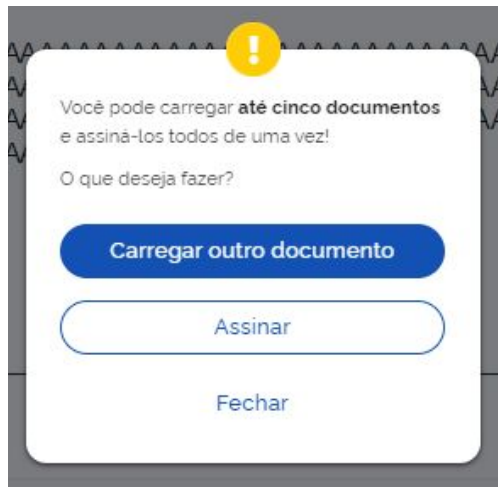 !
Você pode carregar até cinco documentos
e assiná-los todos de uma vez!
O que deseja fazer?
Carregar outro documento
Assinar
Fechar